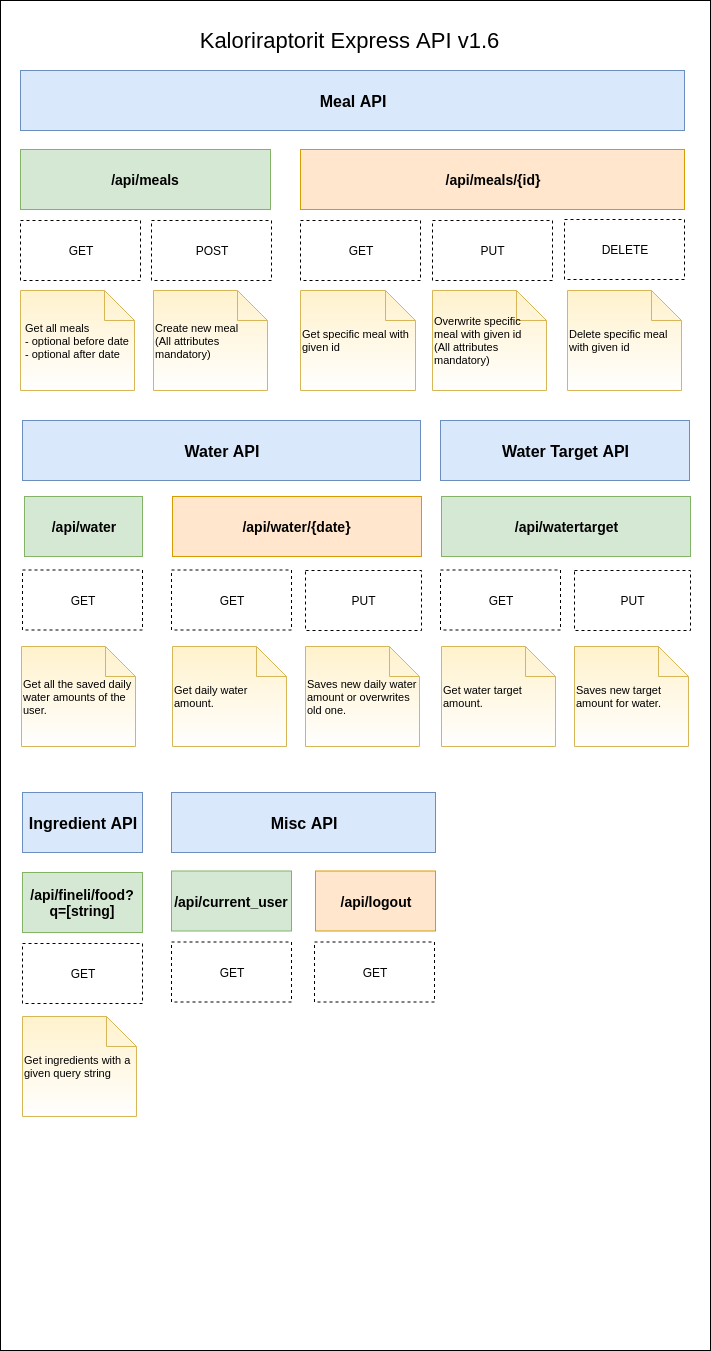 Kaloriraptorit Express API v1.6
Meal API
/api/meals
/api/meals/{id}
GET
POST
GET
PUT
DELETE
Get all meals
- optional before date
- optional after date
Create new meal
(All attributes
mandatory)
Get specific meal with
given id
Overwrite specific
meal with given id
(All attributes
mandatory)
Delete specific meal
with given id
Water API
Water Target API
/api/water
/api/water/{date}
/api/watertarget
GET
GET
PUT
GET
PUT
Get all the saved daily
water amounts of the
user.
Get daily water
amount.
Saves new daily water
amount or overwrites
old one.
Get water target
amount.
Saves new target
amount for water.
Ingredient API
Misc API
/api/fineli/food?
q=[string]
/api/current_user
/api/logout
GET
GET
GET
Get ingredients with a
given query string